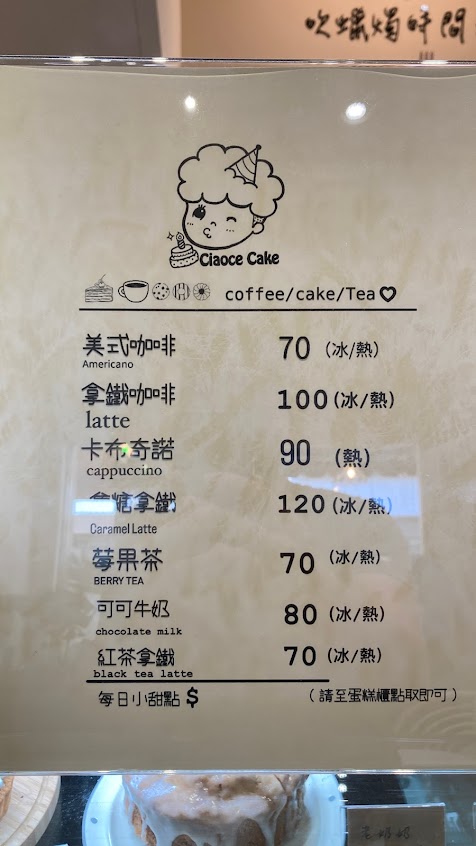 吹蠟燭時間
Ciaoce Cake
coffee/cake/Tea
美式咖啡 70 (冰/熱)
Americano
拿鐵咖啡 100 (冰/熱)
latte
卡布奇諾 90 (熱)
cappuccino
焦糖拿鐵 120 (冰/熱)
Caramel Latte
莓果茶 70 (冰/熱)
BERRY TEA
可可牛奶 80 (冰/熱)
chocolate milk
紅茶拿鐵 70 (冰/熱)
black tea latte
每日小甜點 $ (請至蛋糕櫃點取即可)